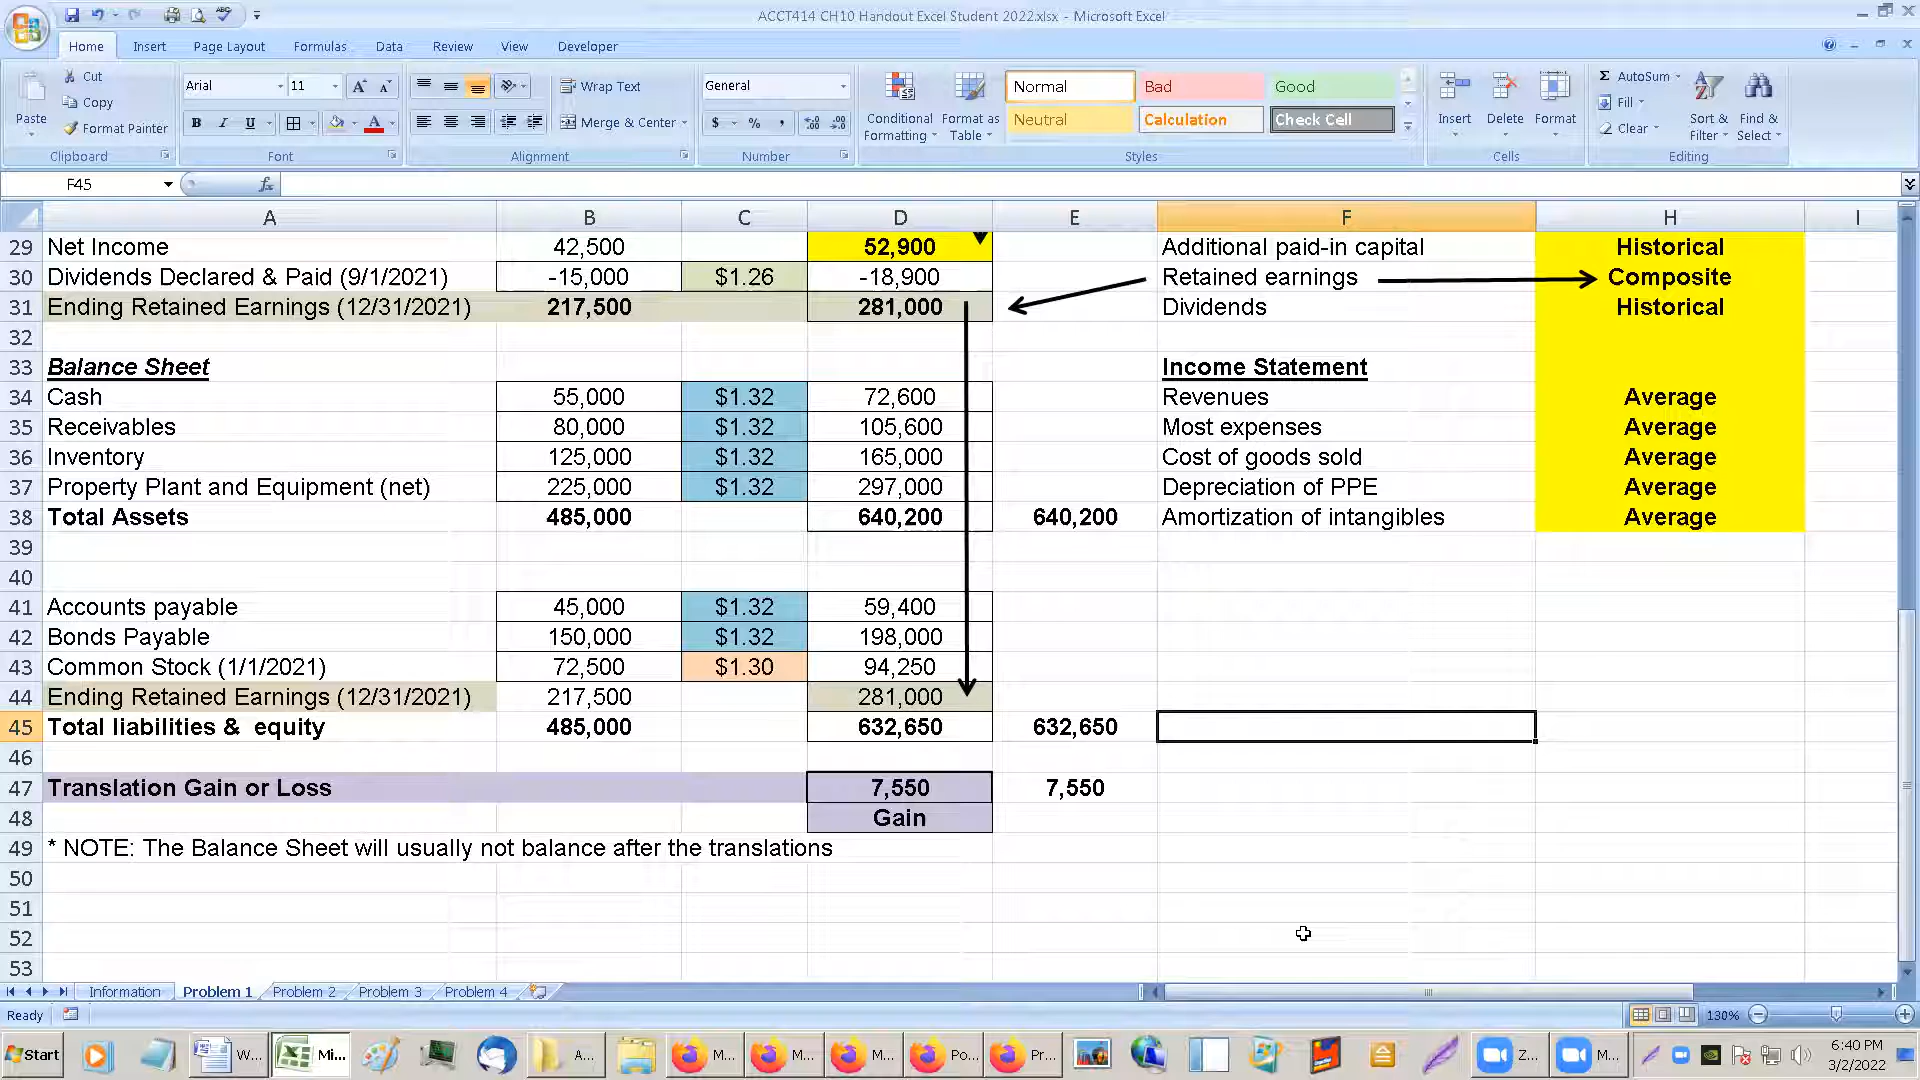 ACCT414 CH10 Handout Excel Student 2022.xlsx - Microsoft Excel
Home Insert Page Layout Formulas Data Review View Developer
Paste
Cut
Copy
Format Painter
Clipboard
Arial 11
B I U
Font
Wrap Text
Merge & Center
Alignment
General
$ % ,
Number
Conditional Formatting
Format as Table
Normal Bad Good
Neutral Calculation Check Cell
Styles
Insert Delete Format
Cells
Σ AutoSum
Fill
Clear
Sort & Filter
Find & Select
Editing
F45 fx
A B C D E F H I
29 Net Income 42,500 52,900 Additional paid-in capital Historical
30 Dividends Declared & Paid (9/1/2021) -15,000 $1.26 -18,900 Retained earnings Composite
31 Ending Retained Earnings (12/31/2021) 217,500 281,000 Dividends Historical
32
33 Balance Sheet Income Statement
34 Cash 55,000 $1.32 72,600 Revenues Average
35 Receivables 80,000 $1.32 105,600 Most expenses Average
36 Inventory 125,000 $1.32 165,000 Cost of goods sold Average
37 Property Plant and Equipment (net) 225,000 $1.32 297,000 Depreciation of PPE Average
38 Total Assets 485,000 640,200 640,200 Amortization of intangibles Average
39
40
41 Accounts payable 45,000 $1.32 59,400
42 Bonds Payable 150,000 $1.32 198,000
43 Common Stock (1/1/2021) 72,500 $1.30 94,250
44 Ending Retained Earnings (12/31/2021) 217,500 281,000
45 Total liabilities & equity 485,000 632,650 632,650
46
47 Translation Gain or Loss 7,550 7,550
48 Gain
49 * NOTE: The Balance Sheet will usually not balance after the translations
50
51
52
53
Information Problem 1 Problem 2 Problem 3 Problem 4
Ready 130%
Start W... Mi... A... M... M... M... Po... Pr... Z... M... 6:40 PM
3/2/2022